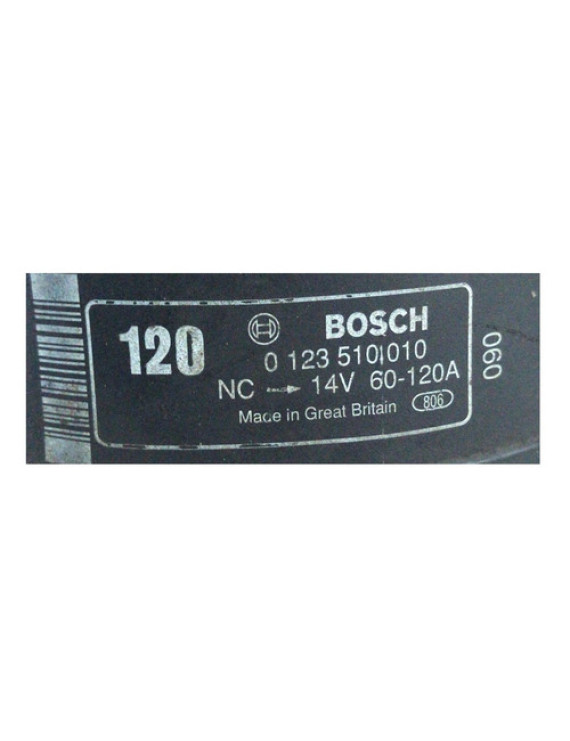 120 BOSCH
0 123 510 010
NC → 14V 60-120A
Made in Great Britain 806
090